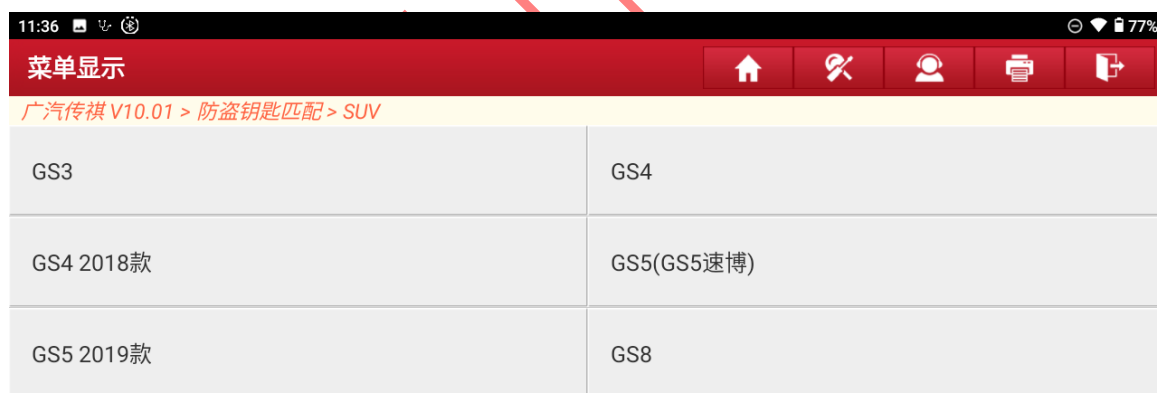 11:36 77%
菜单显示
广汽传祺 V10.01 > 防盗钥匙匹配 > SUV
GS3 GS4
GS4 2018款 GS5(GS5速博)
GS5 2019款 GS8